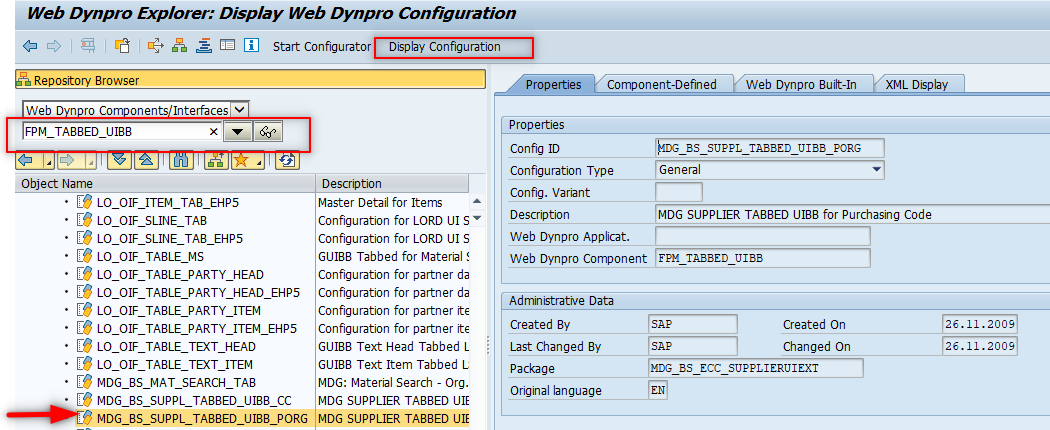 Web Dynpro Explorer: Display Web Dynpro Configuration
Start Configurator Display Configuration
Repository Browser
Web Dynpro Components/Interfaces
FPM_TABBED_UIBB
Object Name Description
LO_OIF_ITEM_TAB_EHP5 Master Detail for Items
LO_OIF_SLINE_TAB Configuration for LORD UI S
LO_OIF_SLINE_TAB_EHP5 Configuration for LORD UI S
LO_OIF_TABLE_MS GUIBB Tabbed for Material S
LO_OIF_TABLE_PARTY_HEAD Configuration for partner da
LO_OIF_TABLE_PARTY_HEAD_EHP5 Configuration for partner da
LO_OIF_TABLE_PARTY_ITEM Configuration for partner ite
LO_OIF_TABLE_PARTY_ITEM_EHP5 Configuration for partner ite
LO_OIF_TABLE_TEXT_HEAD GUIBB Text Head Tabbed L
LO_OIF_TABLE_TEXT_ITEM GUIBB Text Item Tabbed L
MDG_BS_MAT_SEARCH_TAB MDG: Material Search - Org.
MDG_BS_SUPPL_TABBED_UIBB_CC MDG SUPPLIER TABBED UIB
MDG_BS_SUPPL_TABBED_UIBB_PORG MDG SUPPLIER TABBED UIB
Properties Component-Defined Web Dynpro Built-In XML Display
Properties
Config ID MDG_BS_SUPPL_TABBED_UIBB_PORG
Configuration Type General
Config. Variant
Description MDG SUPPLIER TABBED UIBB for Purchasing Code
Web Dynpro Applicat.
Web Dynpro Component FPM_TABBED_UIBB
Administrative Data
Created By SAP Created On 26.11.2009
Last Changed By SAP Changed On 26.11.2009
Package MDG_BS_ECC_SUPPLIERUIEXT
Original language EN